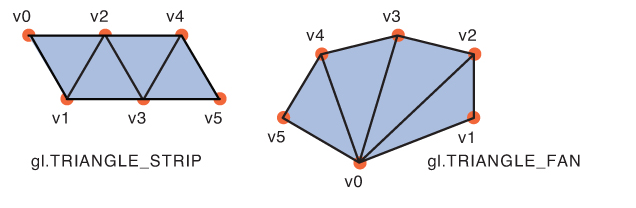 v0 v2 v4
v1 v3 v5
gl.TRIANGLE_STRIP
v3
v4 v2
v5 v1
v0
gl.TRIANGLE_FAN